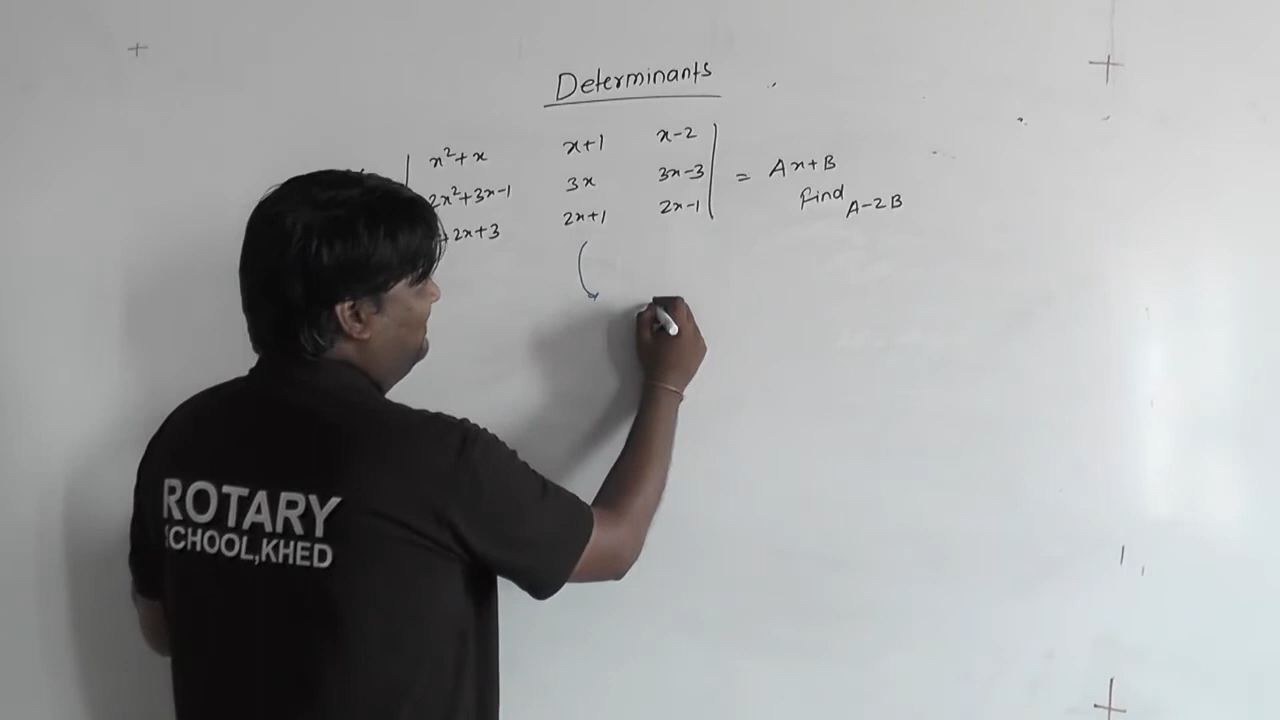 Determinants
x²+x x+1 x-2
2x²+3x-1 3x 3x-3 = Ax+B
+2x+3 2x+1 2x-1 find A-2B
ROTARY
SCHOOL,KHED